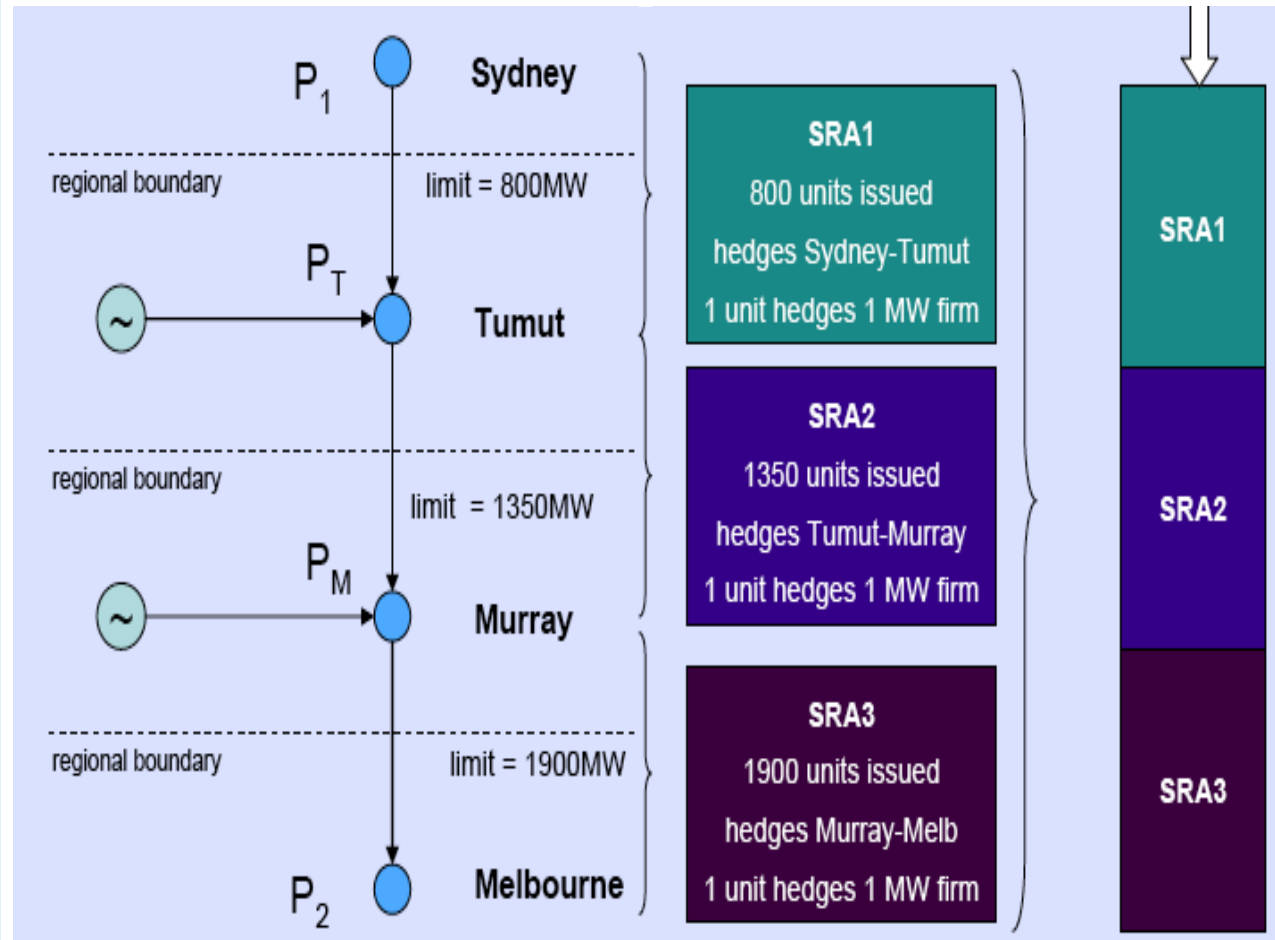 P1
Sydney
regional boundary
limit = 800MW
PT
~
Tumut
regional boundary
limit = 1350MW
PM
~
Murray
regional boundary
limit = 1900MW
P2
Melbourne
SRA1
800 units issued
hedges Sydney-Tumut
1 unit hedges 1 MW firm
SRA2
1350 units issued
hedges Tumut-Murray
1 unit hedges 1 MW firm
SRA3
1900 units issued
hedges Murray-Melb
1 unit hedges 1 MW firm
SRA1
SRA2
SRA3